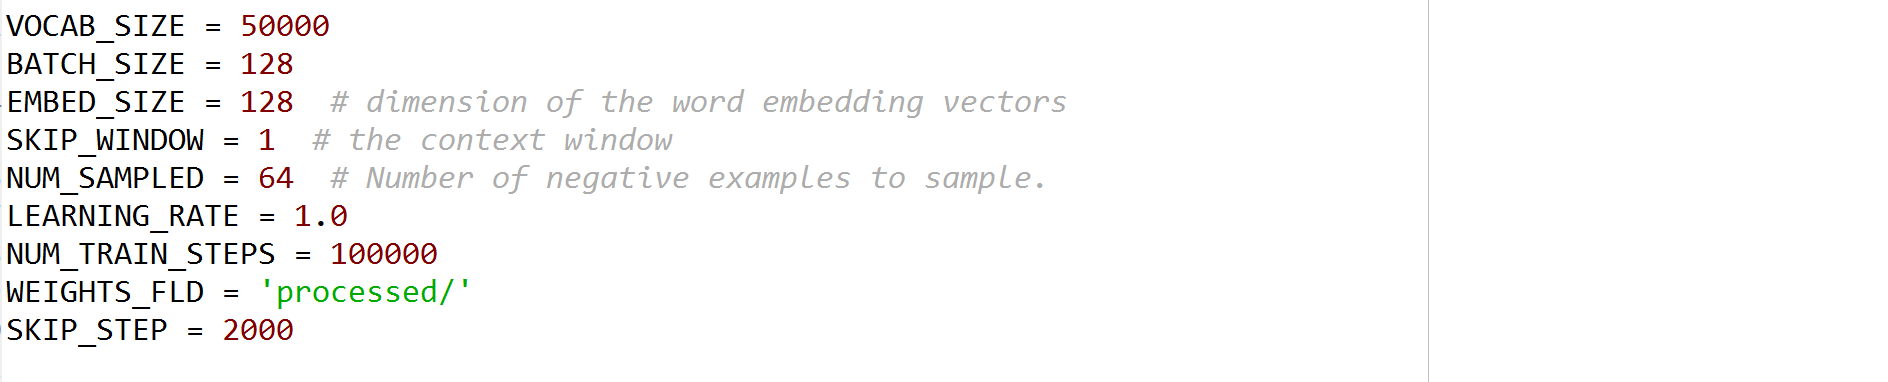 VOCAB_SIZE = 50000
BATCH_SIZE = 128
EMBED_SIZE = 128  # dimension of the word embedding vectors
SKIP_WINDOW = 1  # the context window
NUM_SAMPLED = 64  # Number of negative examples to sample.
LEARNING_RATE = 1.0
NUM_TRAIN_STEPS = 100000
WEIGHTS_FLD = 'processed/'
SKIP_STEP = 2000